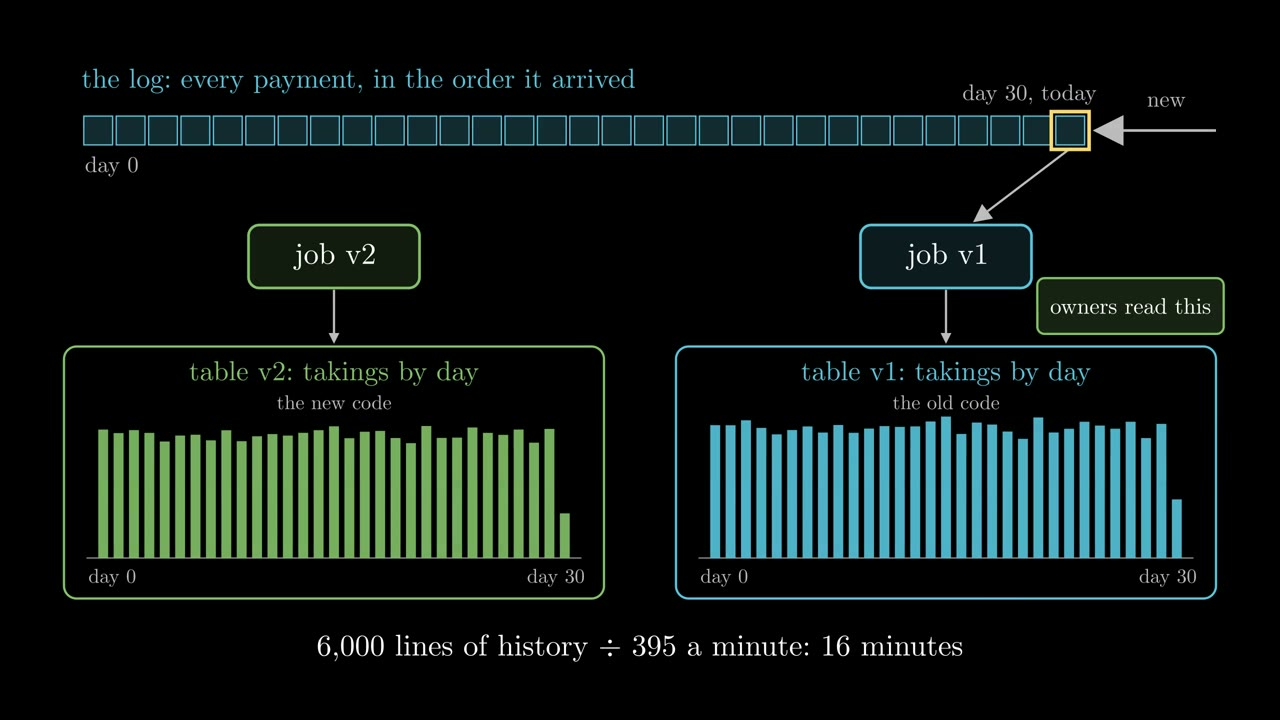 the log: every payment, in the order it arrived
day 30, today
new
day 0
job v2
job v1
owners read this
table v2: takings by day
the new code
day 0
day 30
table v1: takings by day
the old code
day 0
day 30
6,000 lines of history ÷ 395 a minute: 16 minutes